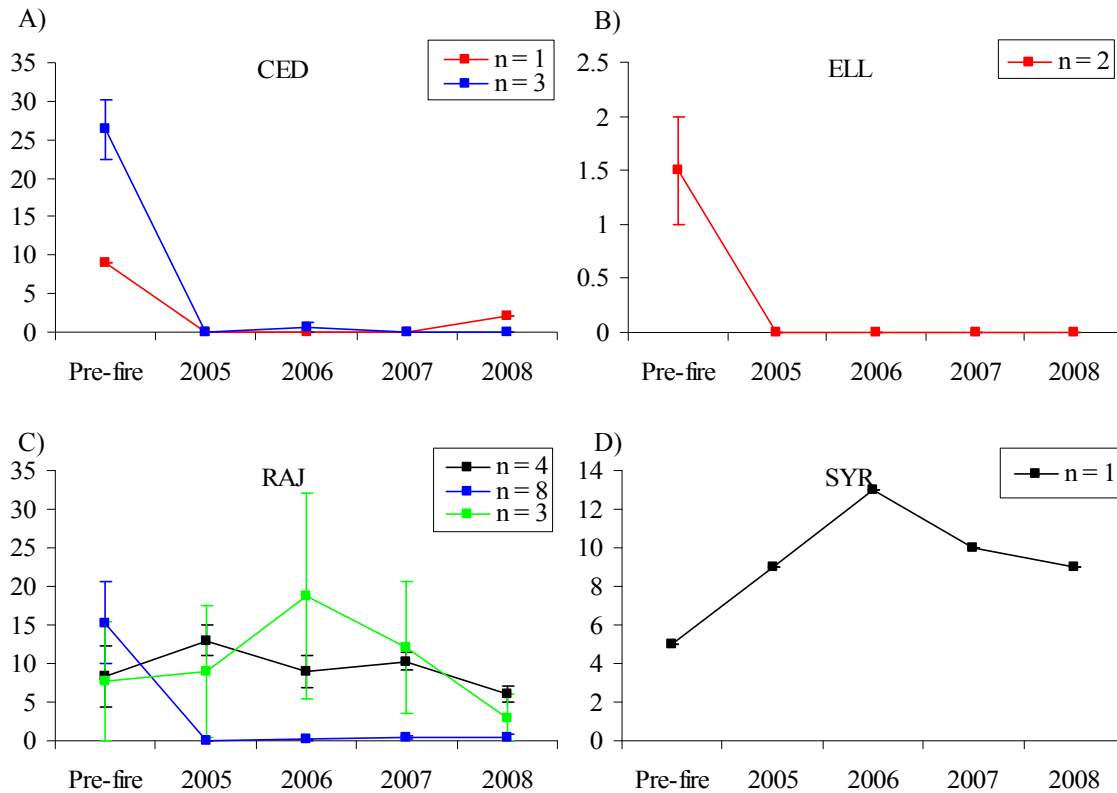 A)
CED
n = 1
n = 3
35
30
25
20
15
10
5
0
Pre-fire 2005 2006 2007 2008
B)
ELL
n = 2
2.5
2
1.5
1
0.5
0
Pre-fire 2005 2006 2007 2008
C)
RAJ
n = 4
n = 8
n = 3
35
30
25
20
15
10
5
0
Pre-fire 2005 2006 2007 2008
D)
SYR
n = 1
14
12
10
8
6
4
2
0
Pre-fire 2005 2006 2007 2008